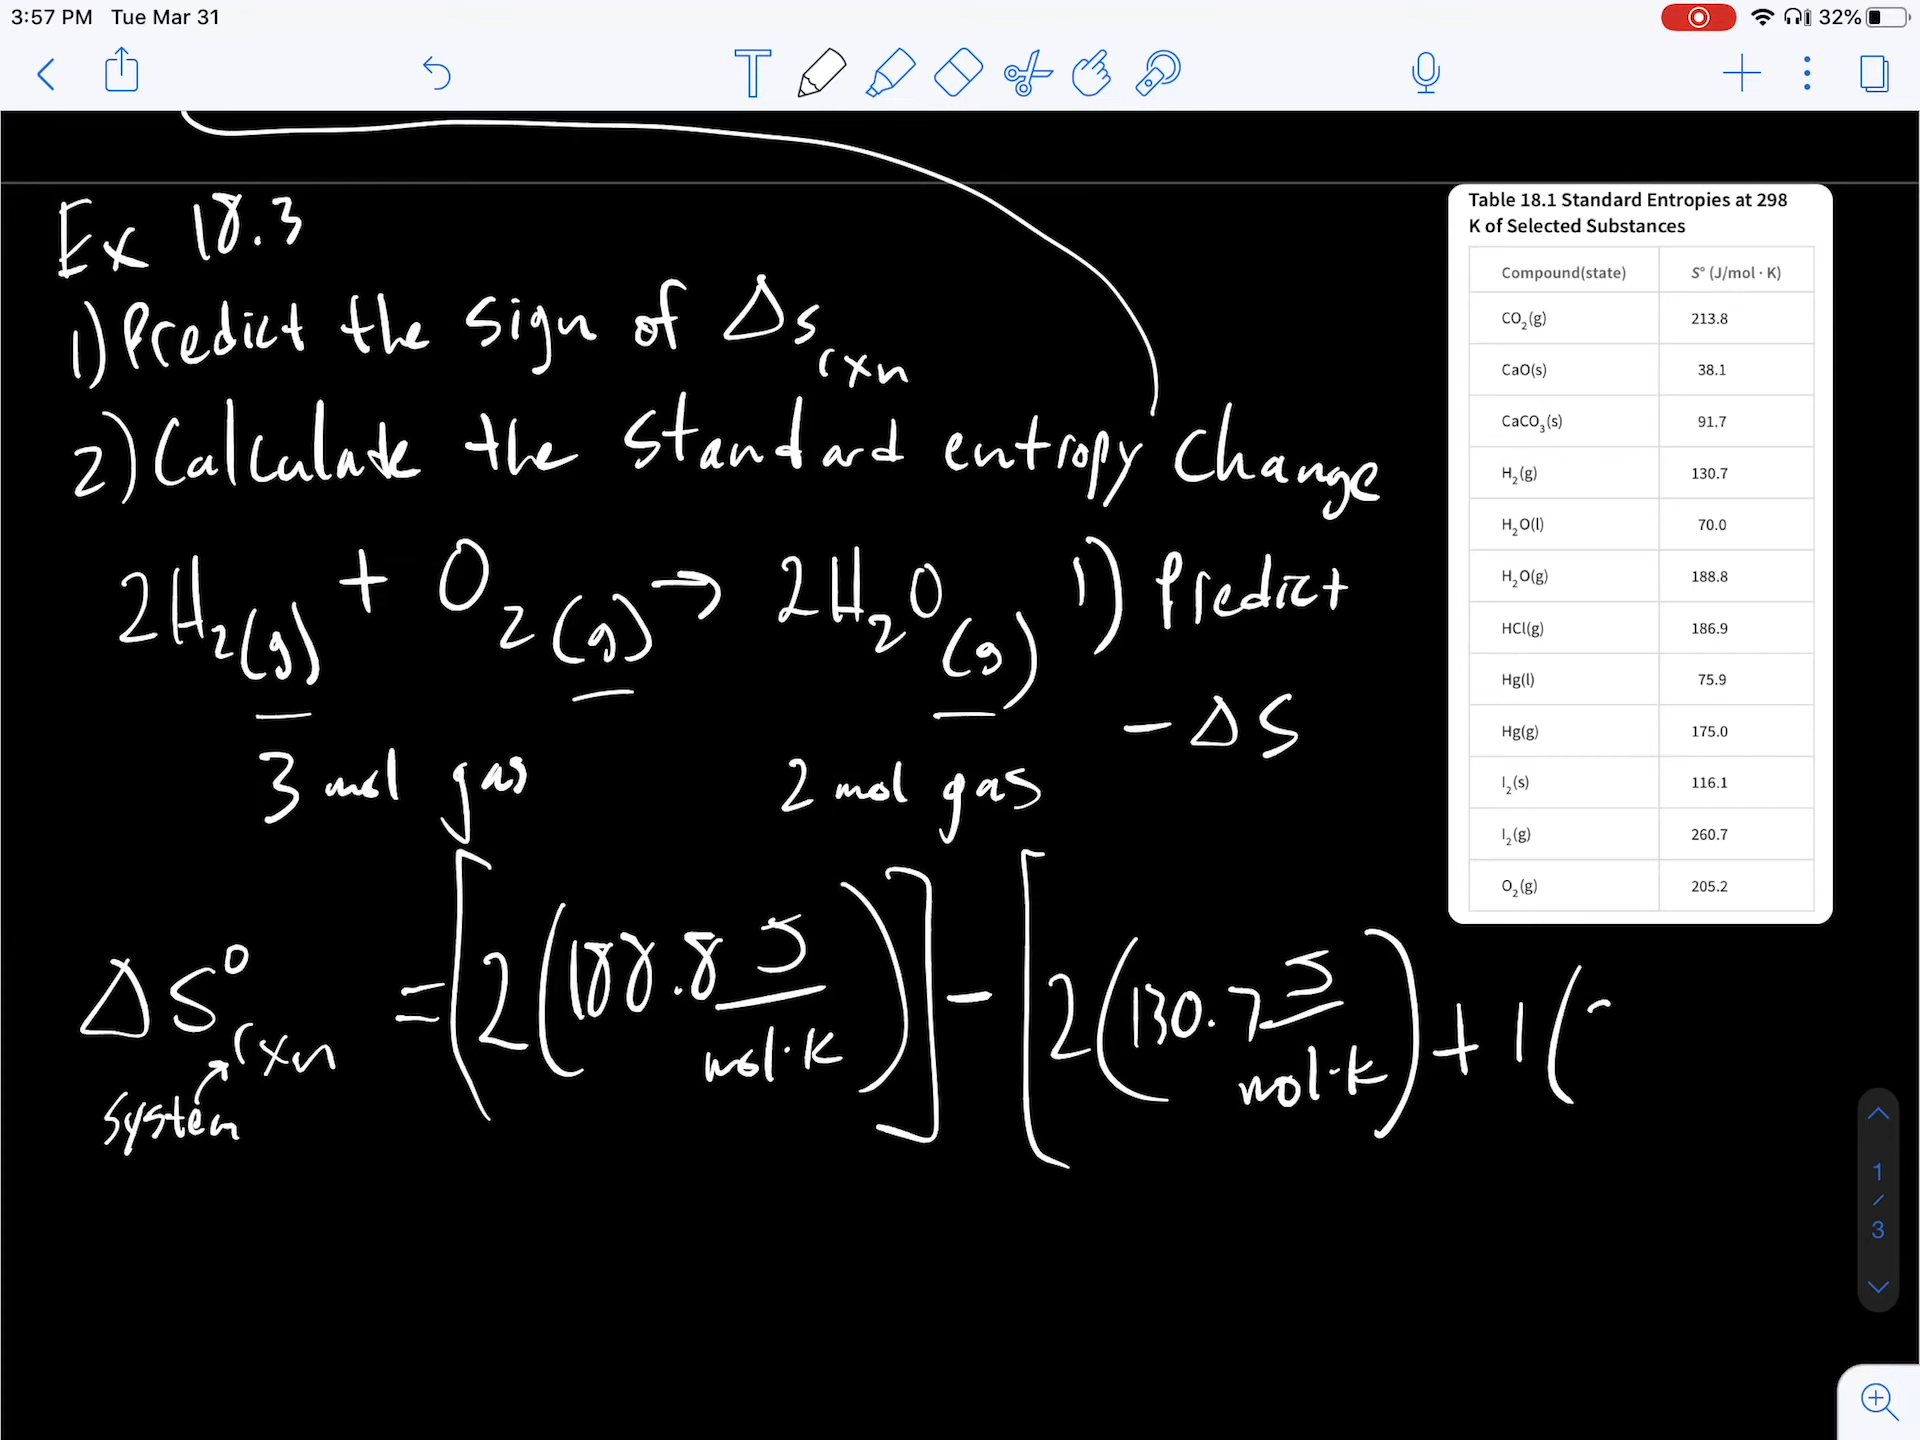 3:57 PM Tue Mar 31
32%
T
Ex 18.3
1) Predict the sign of ΔS rxn
2) Calculate the standard entropy change
2H₂(g) + O₂(g) → 2H₂O(g) 1) Predict
- ΔS
3 mol gas 2 mol gas
ΔS°rxn = [2(188.8 J/mol·K)] - [2(130.7 J/mol·K) + 1(
system
Table 18.1 Standard Entropies at 298
K of Selected Substances
Compound(state) S° (J/mol · K)
CO₂(g) 213.8
CaO(s) 38.1
CaCO₃(s) 91.7
H₂(g) 130.7
H₂O(l) 70.0
H₂O(g) 188.8
HCl(g) 186.9
Hg(l) 75.9
Hg(g) 175.0
I₂(s) 116.1
I₂(g) 260.7
O₂(g) 205.2
1
/
3